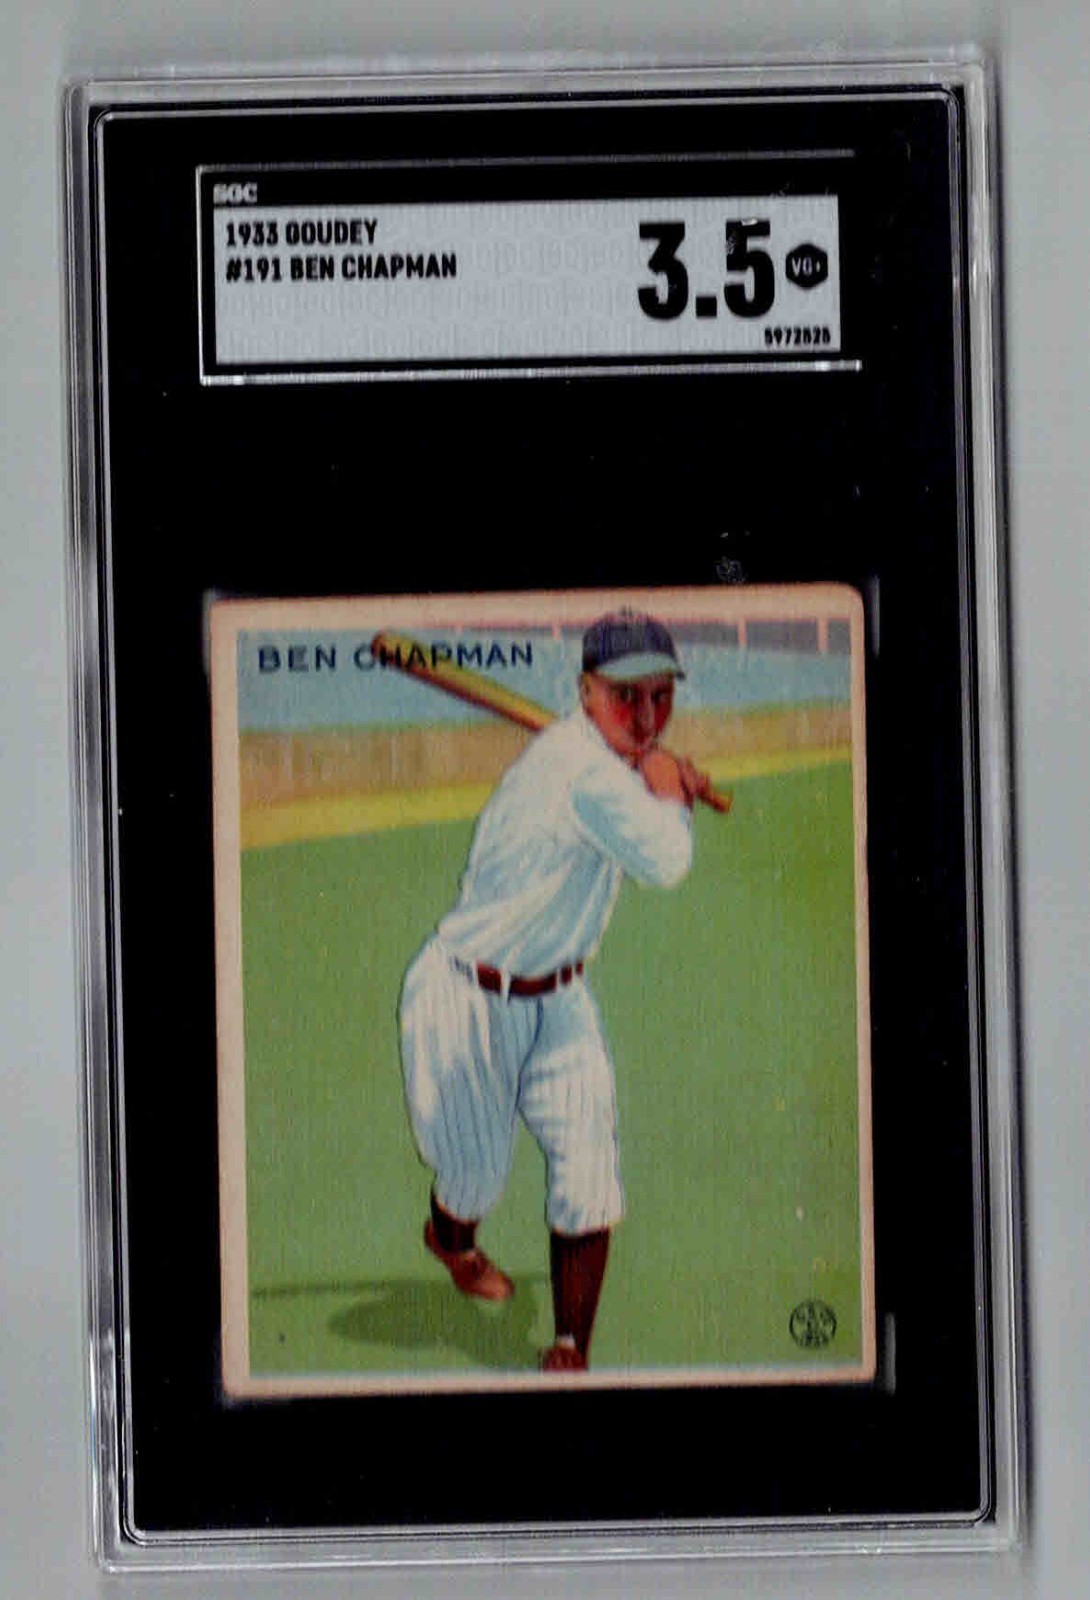 SGC
1933 GOUDEY
#191 BEN CHAPMAN
3.5
VG+
5972525
BEN CHAPMAN